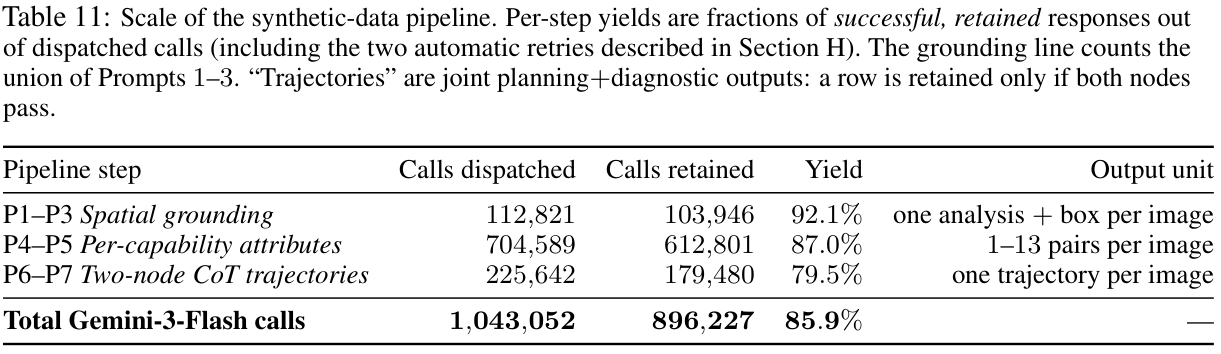 Table 11: Scale of the synthetic-data pipeline. Per-step yields are fractions of successful, retained responses out
of dispatched calls (including the two automatic retries described in Section H). The grounding line counts the
union of Prompts 1–3. “Trajectories” are joint planning+diagnostic outputs: a row is retained only if both nodes
pass.
Pipeline step Calls dispatched Calls retained Yield Output unit
P1–P3 Spatial grounding 112,821 103,946 92.1% one analysis + box per image
P4–P5 Per-capability attributes 704,589 612,801 87.0% 1–13 pairs per image
P6–P7 Two-node CoT trajectories 225,642 179,480 79.5% one trajectory per image
Total Gemini-3-Flash calls 1,043,052 896,227 85.9% —